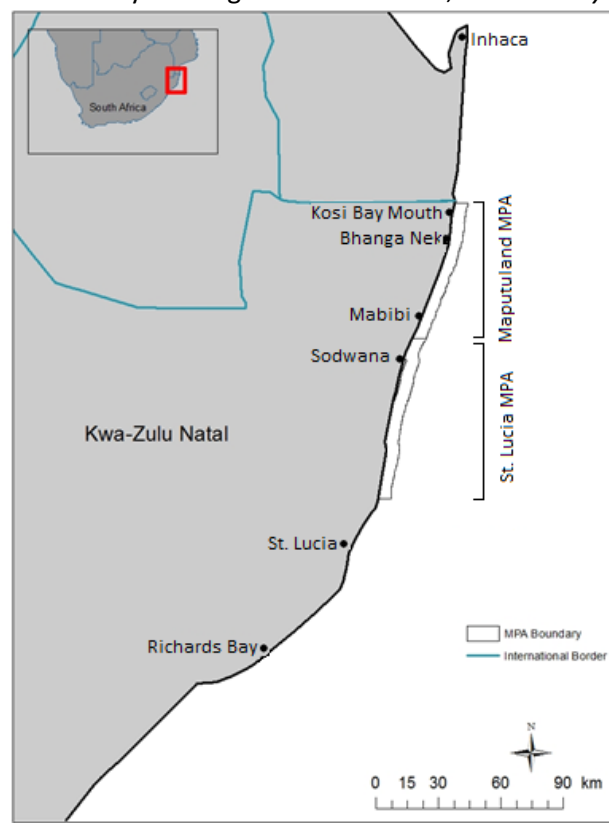 Inhaca
South Africa
Kosi Bay Mouth
Bhanga Nek
Maputuland MPA
Mabibi
Sodwana
St. Lucia MPA
Kwa-Zulu Natal
St. Lucia
MPA Boundary
Richards Bay
International Border
N
0 15 30 60 90 km